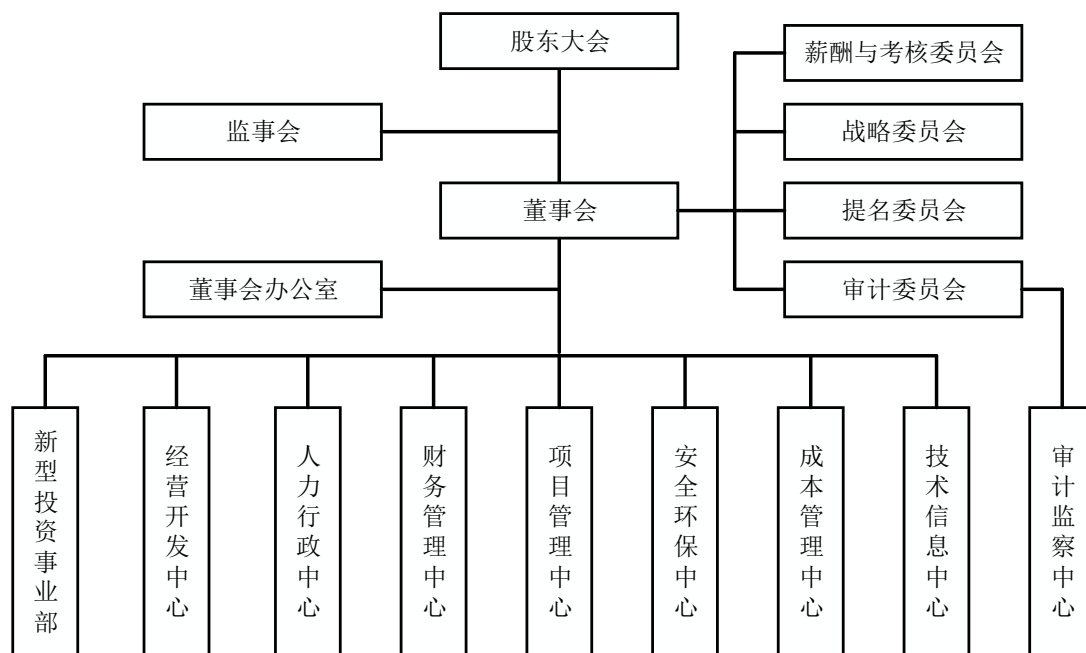 股东大会
薪酬与考核委员会
监事会
战略委员会
董事会
提名委员会
董事会办公室
审计委员会
新型投资事业部
经营开发中心
人力行政中心
财务管理中心
项目管理中心
安全环保中心
成本管理中心
技术信息中心
审计监察中心